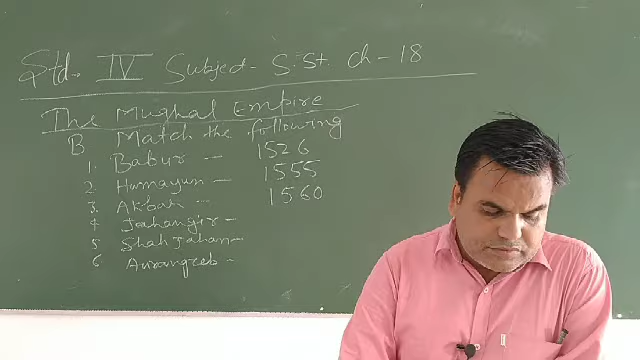 Std. IV Subject - S.St. Ch - 18
The Mughal Empire
B Match the following
1. Babur - 1526
2 Humayun - 1555
3. Akbar - 1560
4 Jahangir -
5 Shah Jahan -
6 Aurangzeb -